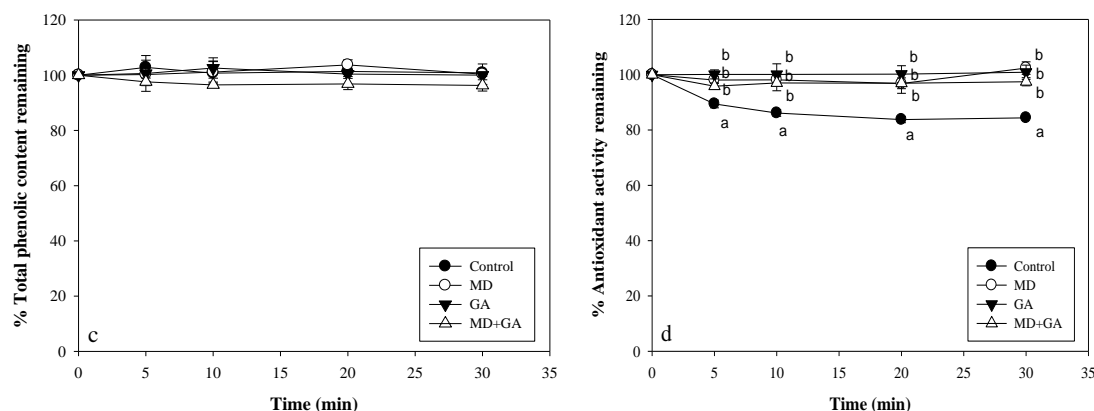 % Total phenolic content remaining
120
100
80
60
40
20
0
Control
MD
GA
MD+GA
c
0 5 10 15 20 25 30 35
Time (min)
% Antioxidant activity remaining
120
100
80
60
40
20
0
b b b b
b b b b
b b b b
a a a a
Control
MD
GA
MD+GA
d
0 5 10 15 20 25 30 35
Time (min)